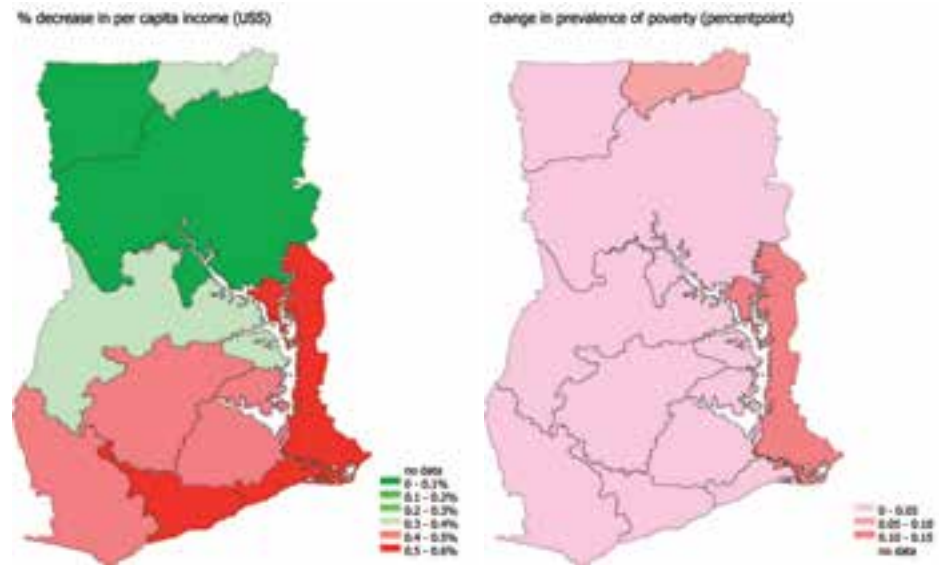 % decrease in per capita income (US$)
change in prevalence of poverty (percentpoint)
no data
0 - 0.1%
0.1 - 0.2%
0.2 - 0.3%
0.3 - 0.4%
0.4 - 0.5%
0.5 - 0.6%
0 - 0.05
0.05 - 0.10
0.10 - 0.15
no data